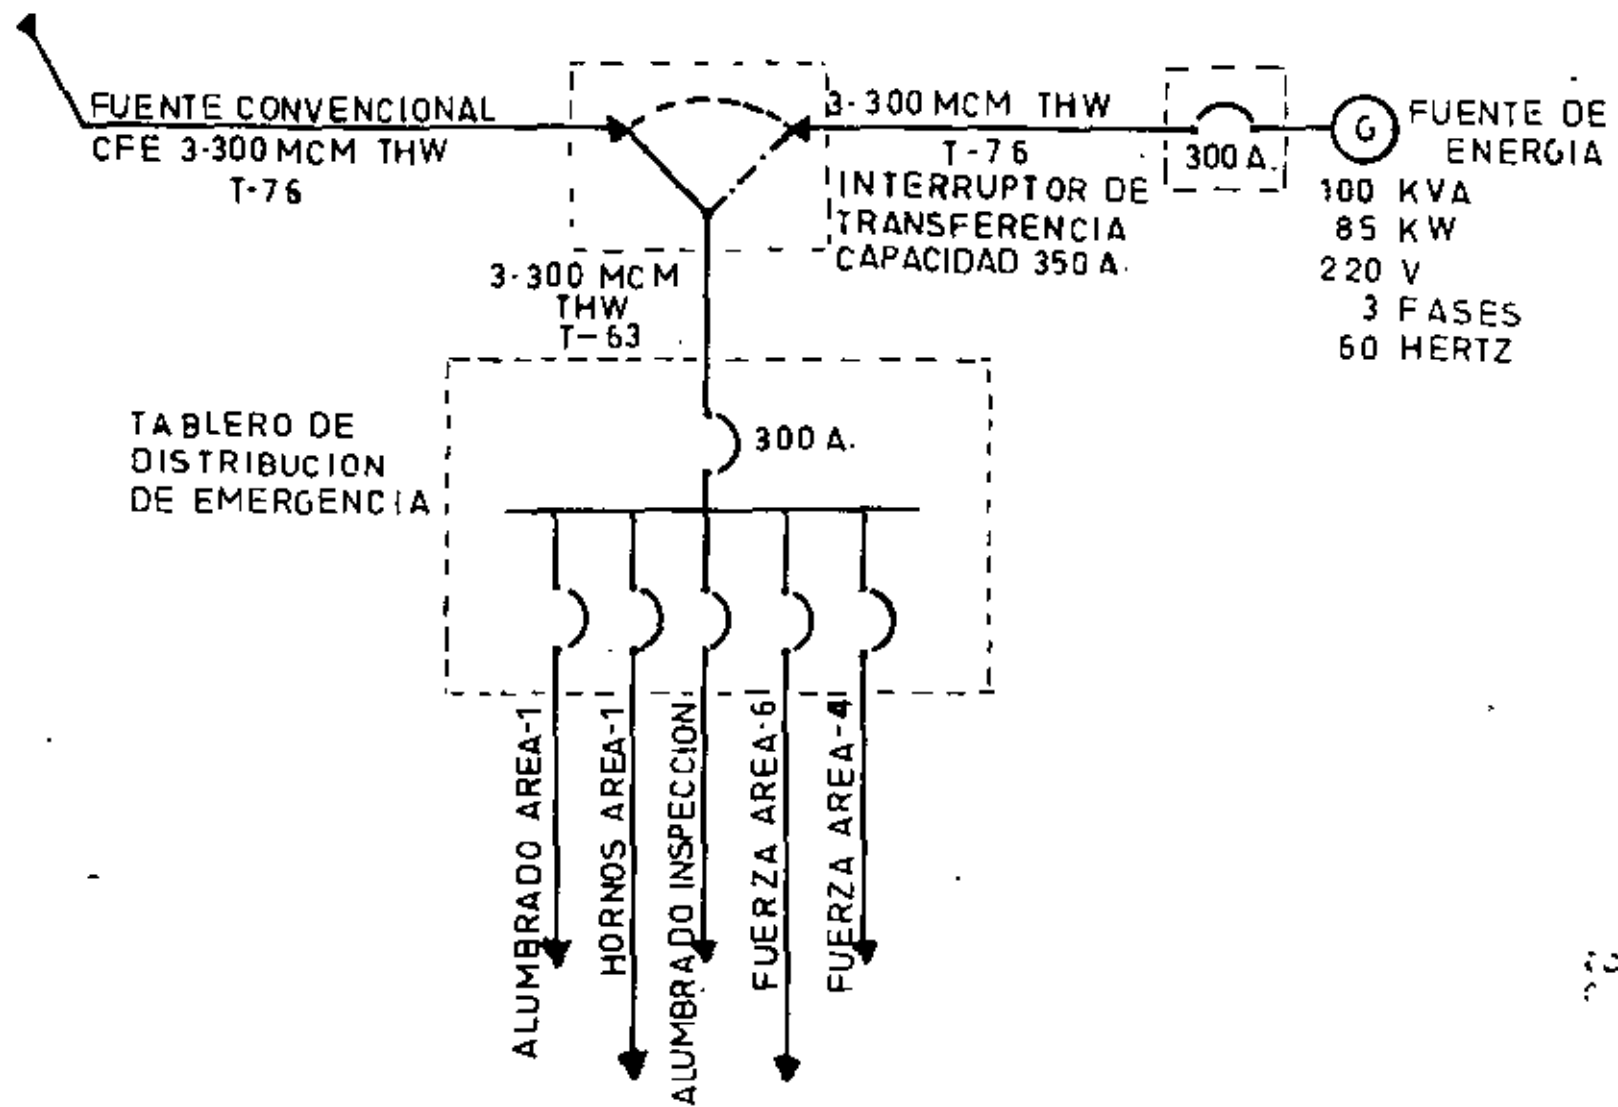 FUENTE CONVENCIONAL
CFE 3-300 MCM THW
T-76
3-300 MCM THW
T-76
300 A.
G
FUENTE DE
ENERGIA
100 KVA
85 KW
220 V
3 FASES
60 HERTZ
INTERRUPTOR DE
TRANSFERENCIA
CAPACIDAD 350 A.
3-300 MCM
THW
T-63
TABLERO DE
DISTRIBUCION
DE EMERGENCIA
300 A.
ALUMBRADO AREA-1
HORNOS AREA-1
ALUMBRADO INSPECCION
FUERZA AREA-6
FUERZA AREA-4